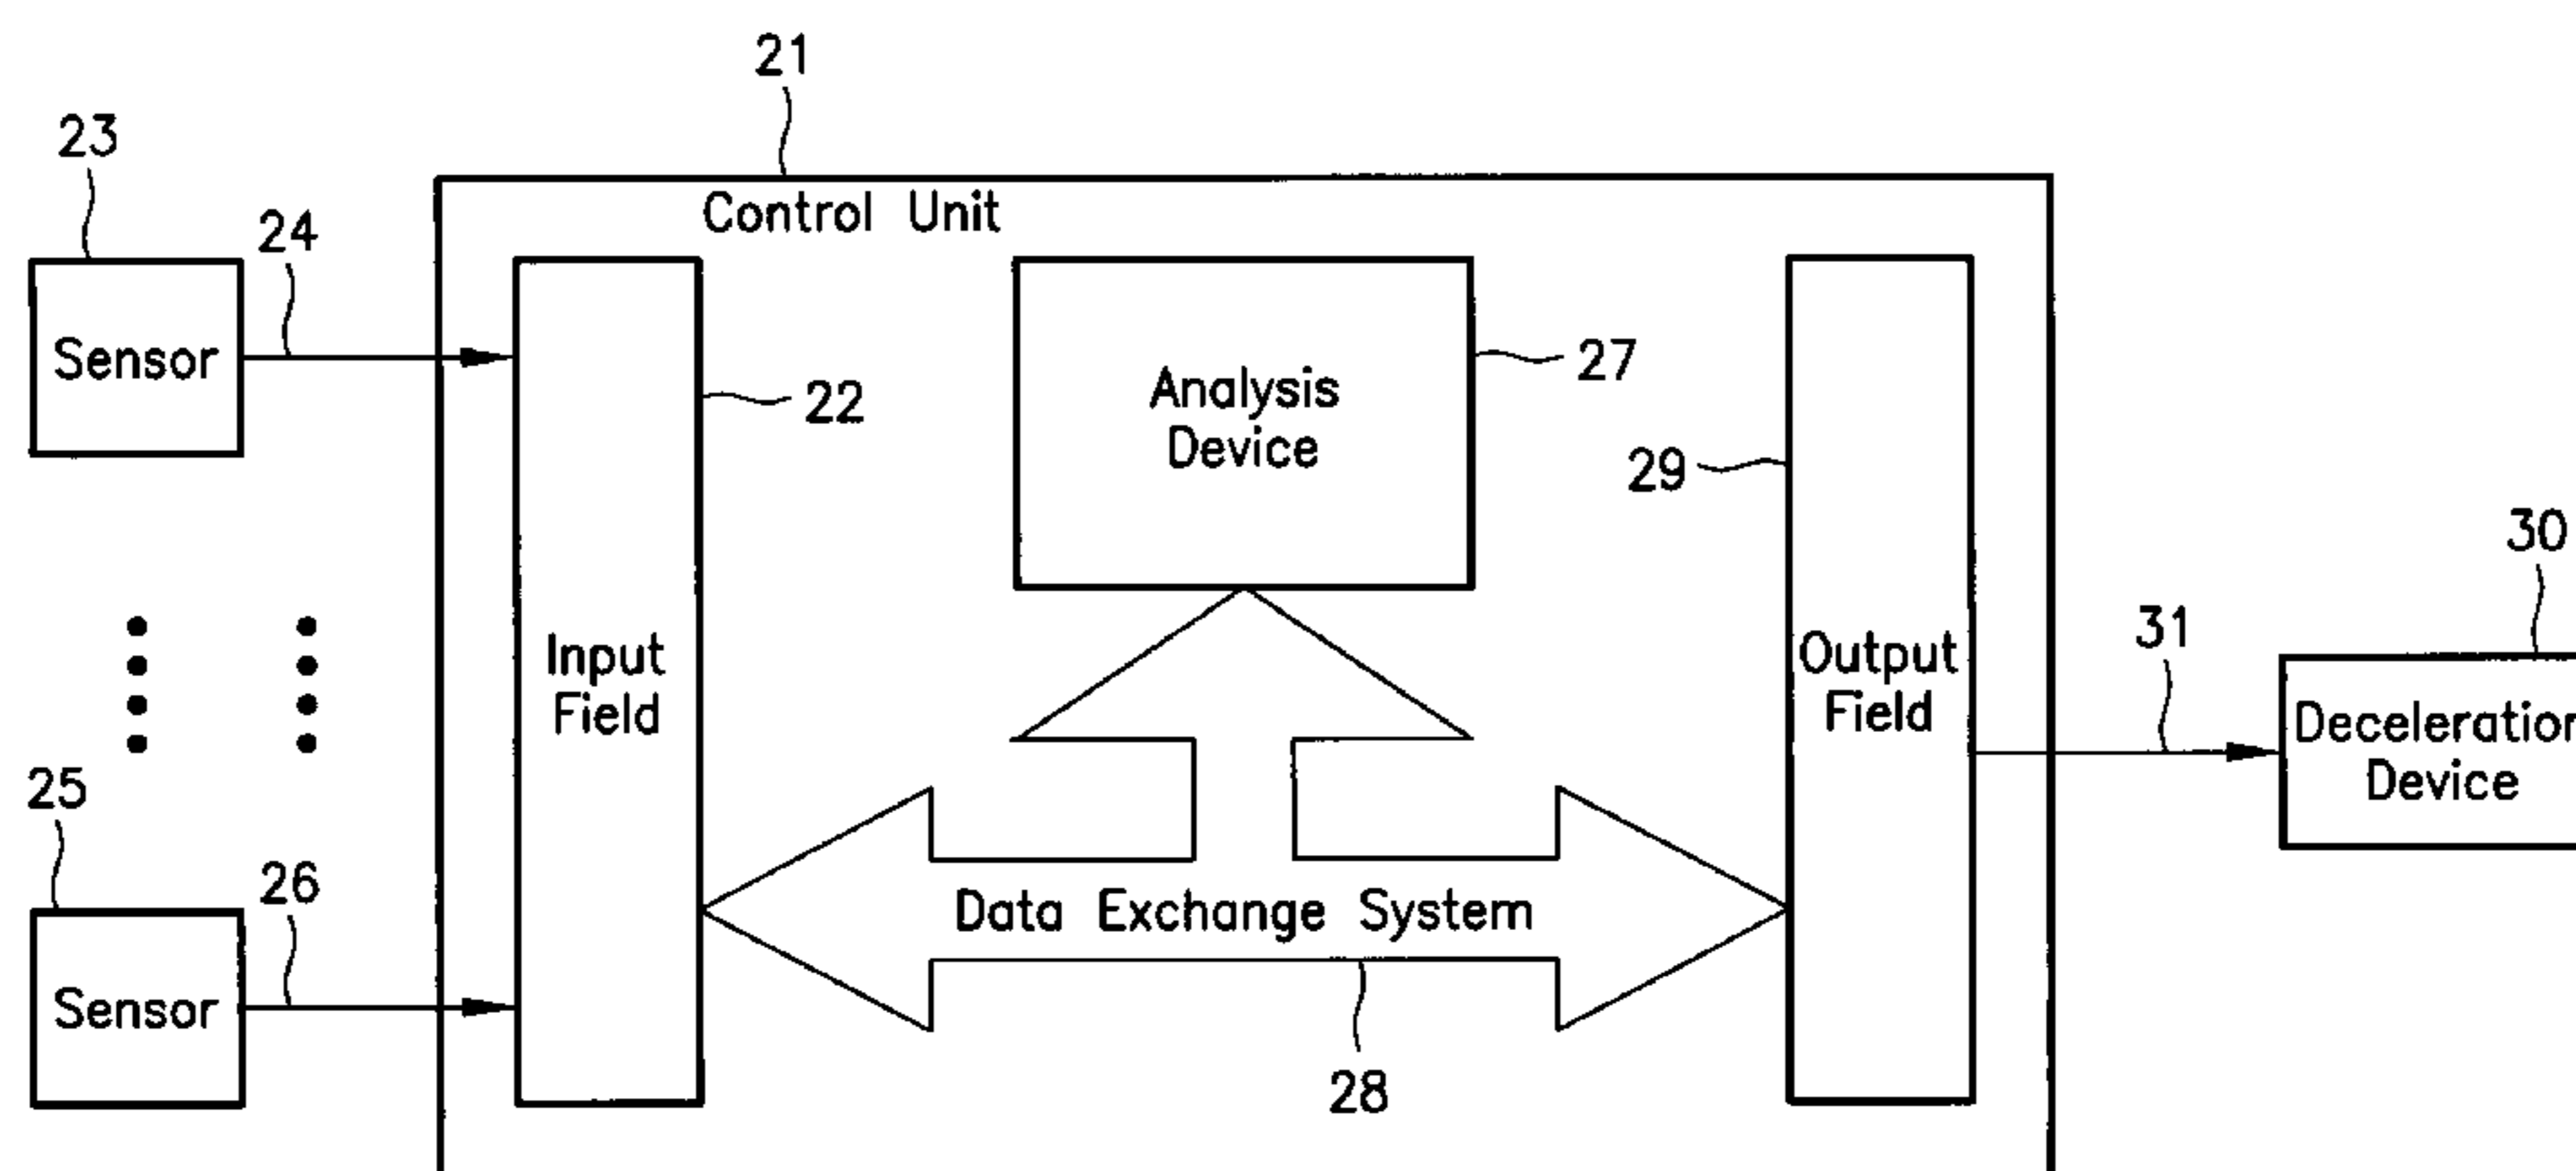 21
23
Control Unit
24
Sensor
22
Analysis
Device
27
29
30
Input
Field
Output
Field
31
Deceleration
Device
25
26
Sensor
Data Exchange System
28